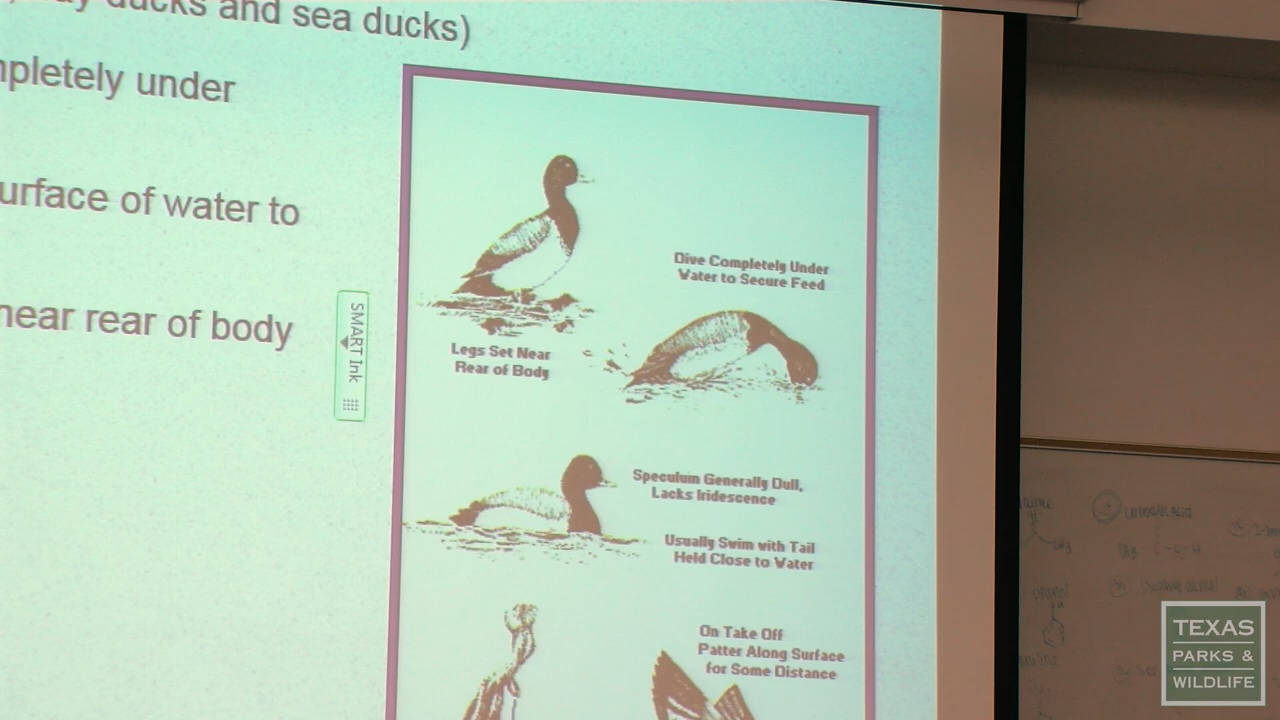 ducks and sea ducks)
under
of water to
near rear of body
SMART Ink
Dive Completely Under
Water to Secure Feed
Legs Set Near
Rear of Body
Speculum Generally Dull,
Lacks Iridescence
Usually Swim with Tail
Held Close to Water
On Take Off
Patter Along Surface
for Some Distance
phenol
TEXAS
PARKS &
WILDLIFE